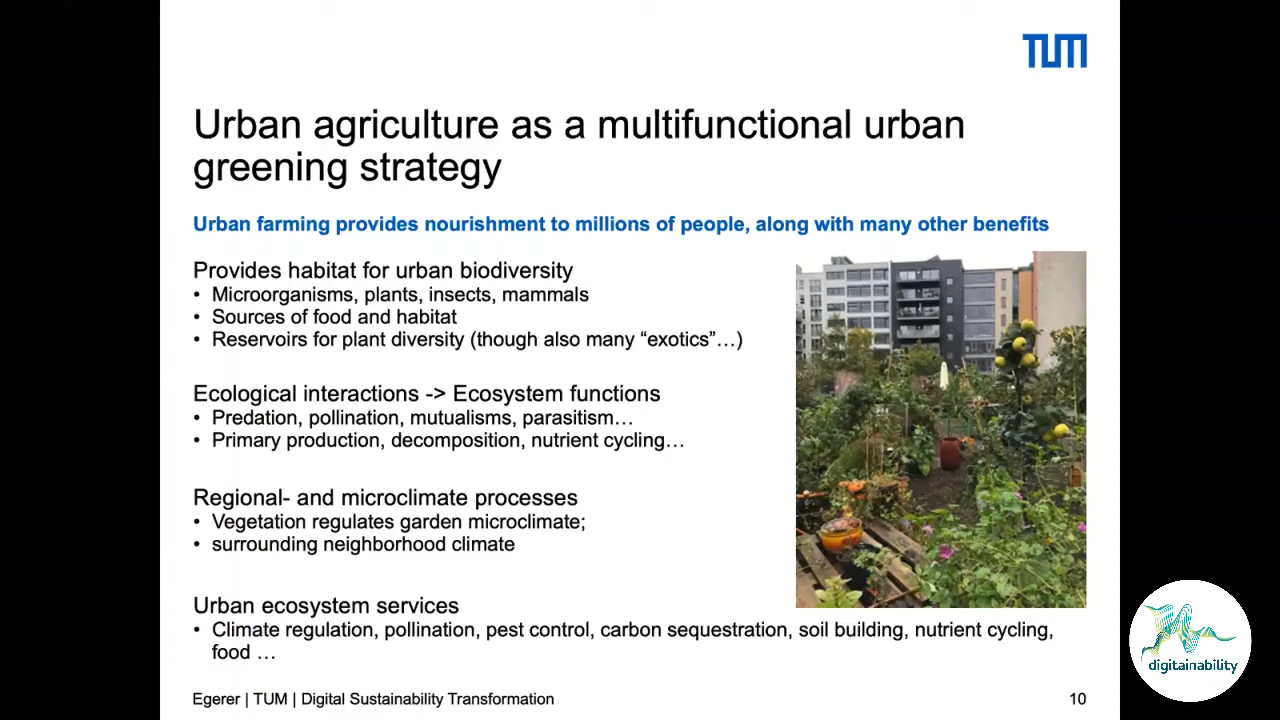 TUM
Urban agriculture as a multifunctional urban
greening strategy
Urban farming provides nourishment to millions of people, along with many other benefits
Provides habitat for urban biodiversity
• Microorganisms, plants, insects, mammals
• Sources of food and habitat
• Reservoirs for plant diversity (though also many “exotics”…)
Ecological interactions -> Ecosystem functions
• Predation, pollination, mutualisms, parasitism…
• Primary production, decomposition, nutrient cycling…
Regional- and microclimate processes
• Vegetation regulates garden microclimate;
• surrounding neighborhood climate
Urban ecosystem services
• Climate regulation, pollination, pest control, carbon sequestration, soil building, nutrient cycling,
food …
Egerer | TUM | Digital Sustainability Transformation
10
digitainability